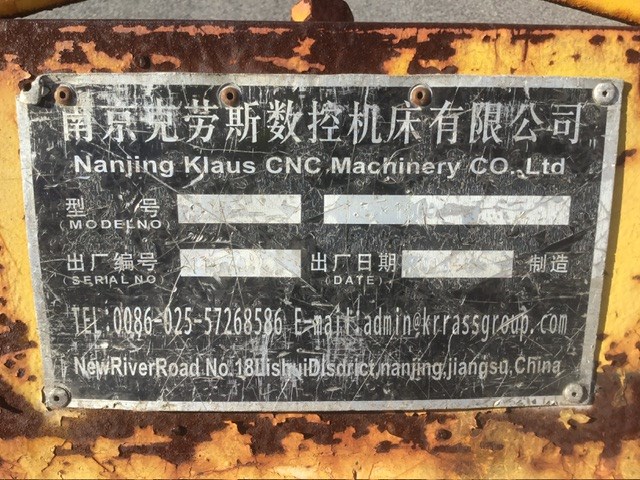 南京克劳斯数控机床有限公司
Nanjing Klaus CNC Machinery CO., Ltd
型 号
(MODELNO)
出厂编号 出厂日期 制造
SERIAL NO (DATE)
TEL:0086-025-57268586 E-mail:admin@krrassgroup.com
NewRiverRoad No.18LishuiDisdrict,nanjing,jiangsu,China